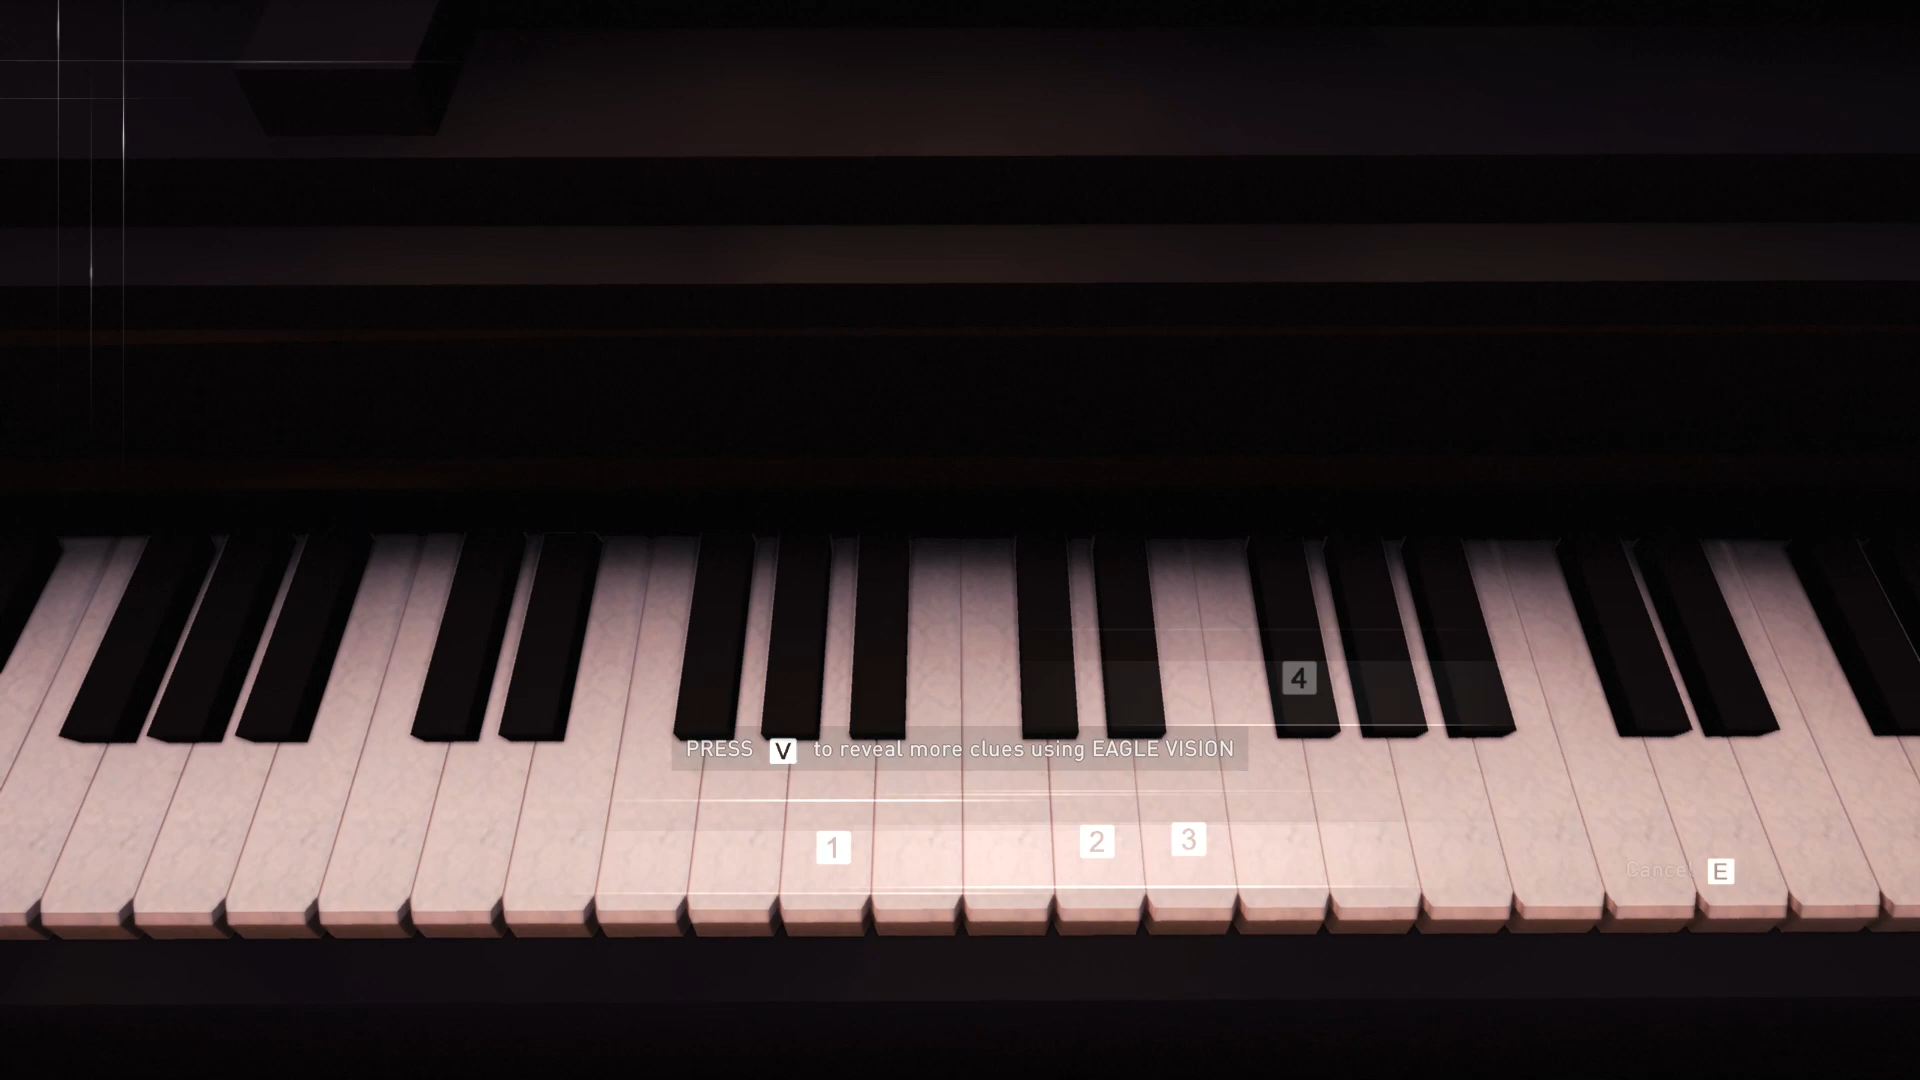 4
PRESS V to reveal more clues using EAGLE VISION
1 2 3
Cancel E